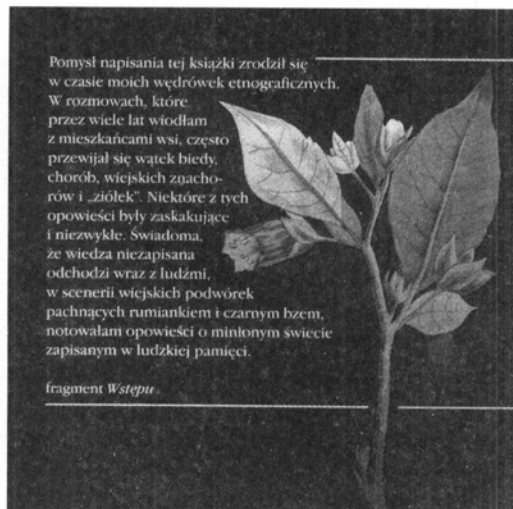 Pomysł napisania tej książki zrodził się
w czasie moich wędrówek etnograficznych.
W rozmowach, które
przez wiele lat wiodłam
z mieszkańcami wsi, często
przewijał się wątek biedy,
chorób, wiejskich znacho-
rów i „ziółek”. Niektóre z tych
opowieści były zaskakujące
i niezwykłe. Świadoma,
że wiedza niezapisana
odchodzi wraz z ludźmi,
w scenerii wiejskich podwórek
pachnących rumiankiem i czarnym bzem,
notowałam opowieści o minionym świecie
zapisanym w ludzkiej pamięci.
fragment Wstępu